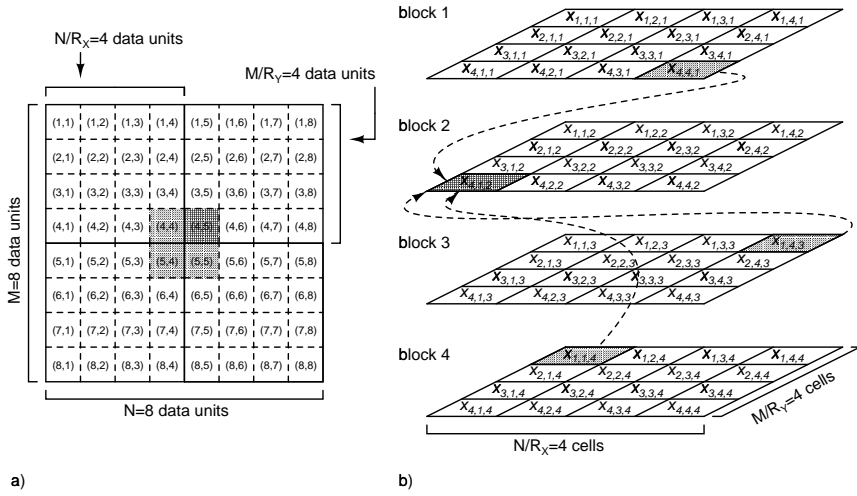 N/RX=4 data units
M/RY=4 data units
(1,1) (1,2) (1,3) (1,4) (1,5) (1,6) (1,7) (1,8)
(2,1) (2,2) (2,3) (2,4) (2,5) (2,6) (2,7) (2,8)
(3,1) (3,2) (3,3) (3,4) (3,5) (3,6) (3,7) (3,8)
(4,1) (4,2) (4,3) (4,4) (4,5) (4,6) (4,7) (4,8)
(5,1) (5,2) (5,3) (5,4) (5,5) (5,6) (5,7) (5,8)
(6,1) (6,2) (6,3) (6,4) (6,5) (6,6) (6,7) (6,8)
(7,1) (7,2) (7,3) (7,4) (7,5) (7,6) (7,7) (7,8)
(8,1) (8,2) (8,3) (8,4) (8,5) (8,6) (8,7) (8,8)
M=8 data units
N=8 data units
a)
block 1
x1,1,1 x1,2,1 x1,3,1 x1,4,1
x2,1,1 x2,2,1 x2,3,1 x2,4,1
x3,1,1 x3,2,1 x3,3,1 x3,4,1
x4,1,1 x4,2,1 x4,3,1 x4,4,1
block 2
x1,1,2 x1,2,2 x1,3,2 x1,4,2
x2,1,2 x2,2,2 x2,3,2 x2,4,2
x3,1,2 x3,2,2 x3,3,2 x3,4,2
x4,1,2 x4,2,2 x4,3,2 x4,4,2
block 3
x1,1,3 x1,2,3 x1,3,3 x1,4,3
x2,1,3 x2,2,3 x2,3,3 x2,4,3
x3,1,3 x3,2,3 x3,3,3 x3,4,3
x4,1,3 x4,2,3 x4,3,3 x4,4,3
block 4
x1,1,4 x1,2,4 x1,3,4 x1,4,4
x2,1,4 x2,2,4 x2,3,4 x2,4,4
x3,1,4 x3,2,4 x3,3,4 x3,4,4
x4,1,4 x4,2,4 x4,3,4 x4,4,4
M/RY=4 cells
N/RX=4 cells
b)